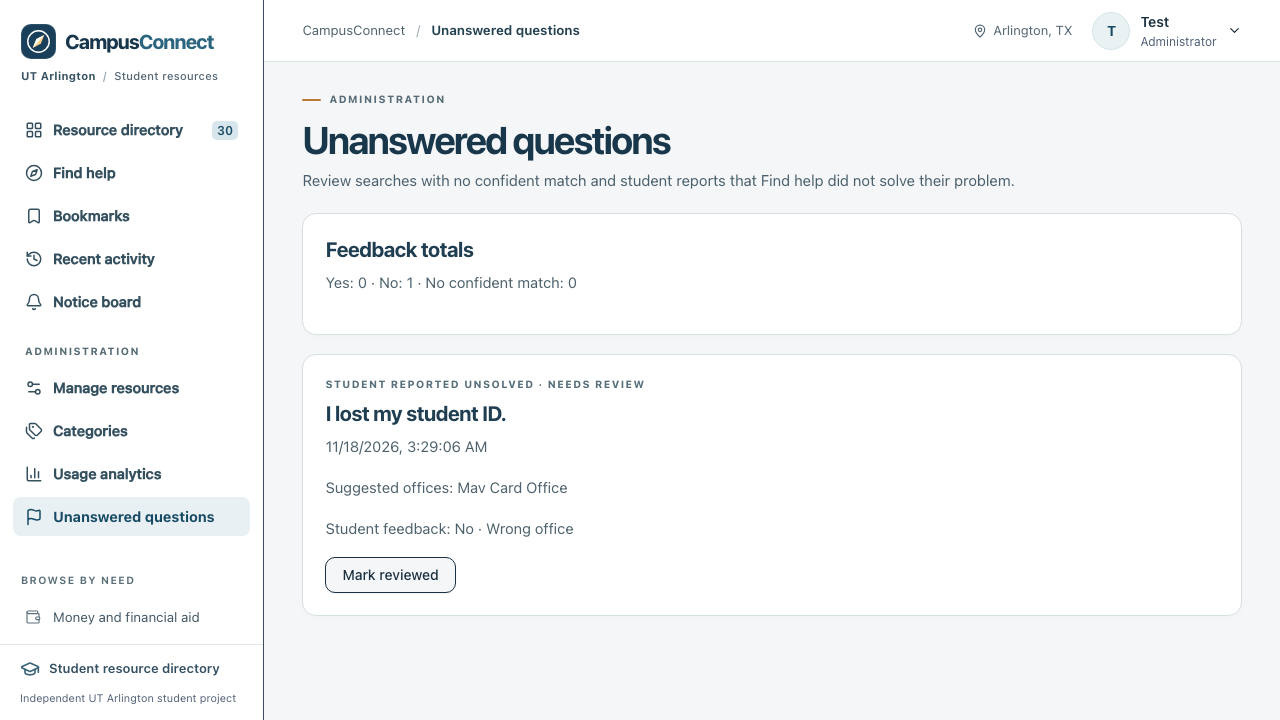 CampusConnect
UT Arlington / Student resources
Resource directory 30
Find help
Bookmarks
Recent activity
Notice board
ADMINISTRATION
Manage resources
Categories
Usage analytics
Unanswered questions
BROWSE BY NEED
Money and financial aid
Student resource directory
Independent UT Arlington student project
CampusConnect / Unanswered questions
Arlington, TX
T
Test
Administrator
ADMINISTRATION
Unanswered questions
Review searches with no confident match and student reports that Find help did not solve their problem.
Feedback totals
Yes: 0 · No: 1 · No confident match: 0
STUDENT REPORTED UNSOLVED · NEEDS REVIEW
I lost my student ID.
11/18/2026, 3:29:06 AM
Suggested offices: Mav Card Office
Student feedback: No · Wrong office
Mark reviewed